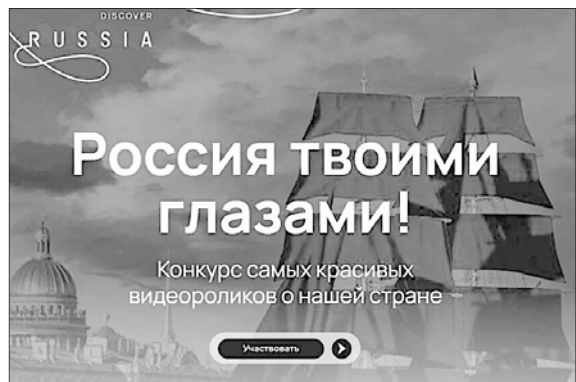 DISCOVER
RUSSIA
Россия твоими
глазами!
Конкурс самых красивых
видеороликов о нашей стране
Участвовать